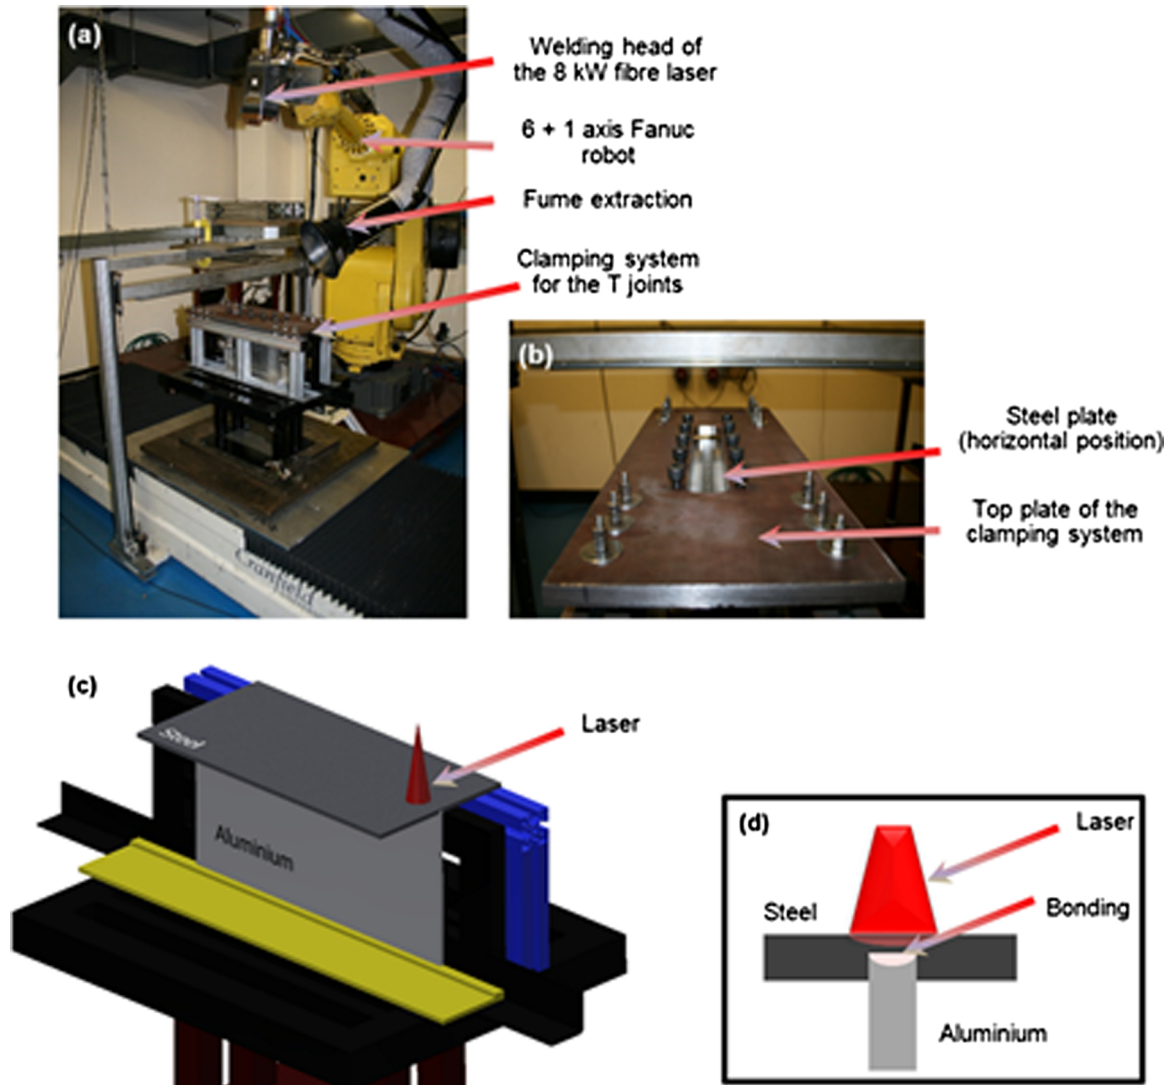 (a)
Welding head of
the 8 kW fibre laser
6 + 1 axis Fanuc
robot
Fume extraction
Clamping system
for the T joints
Cranfield
(b)
Steel plate
(horizontal position)
Top plate of the
clamping system
(c)
Steel
Laser
Aluminium
(d)
Laser
Steel
Bonding
Aluminium